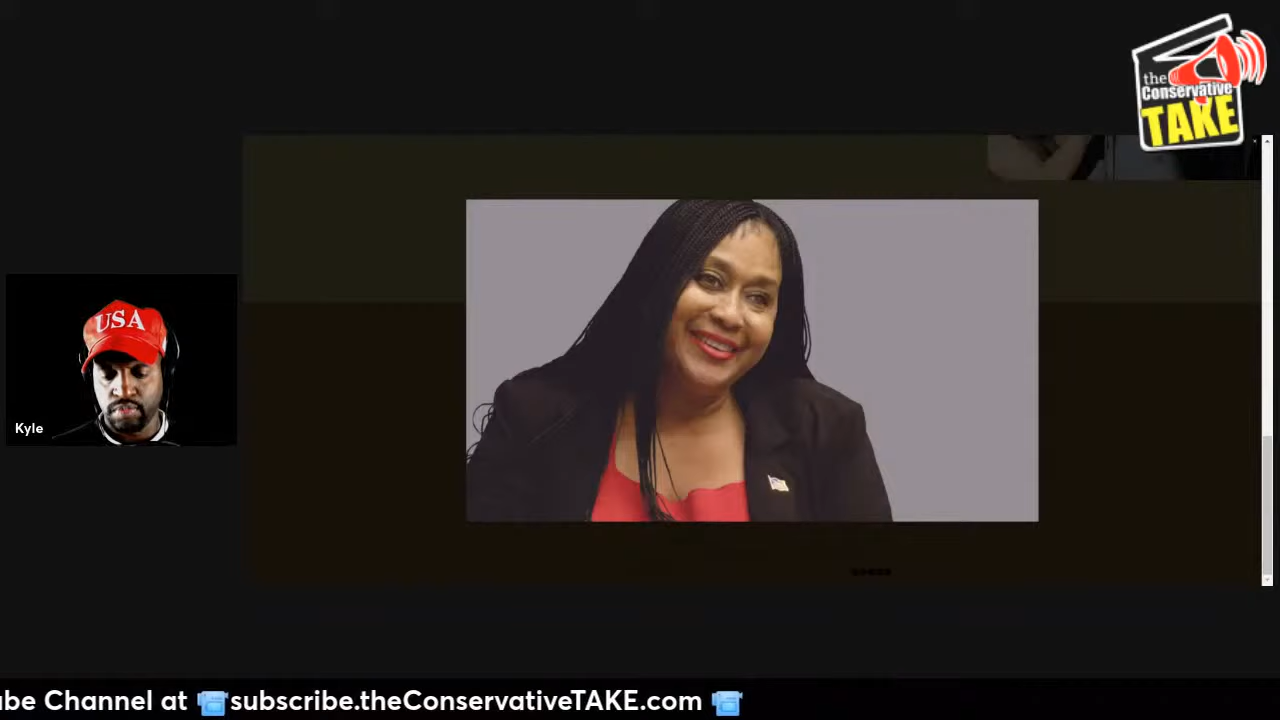 the
Conservative
TAKE
USA
Kyle
be Channel at subscribe.theConservativeTAKE.com